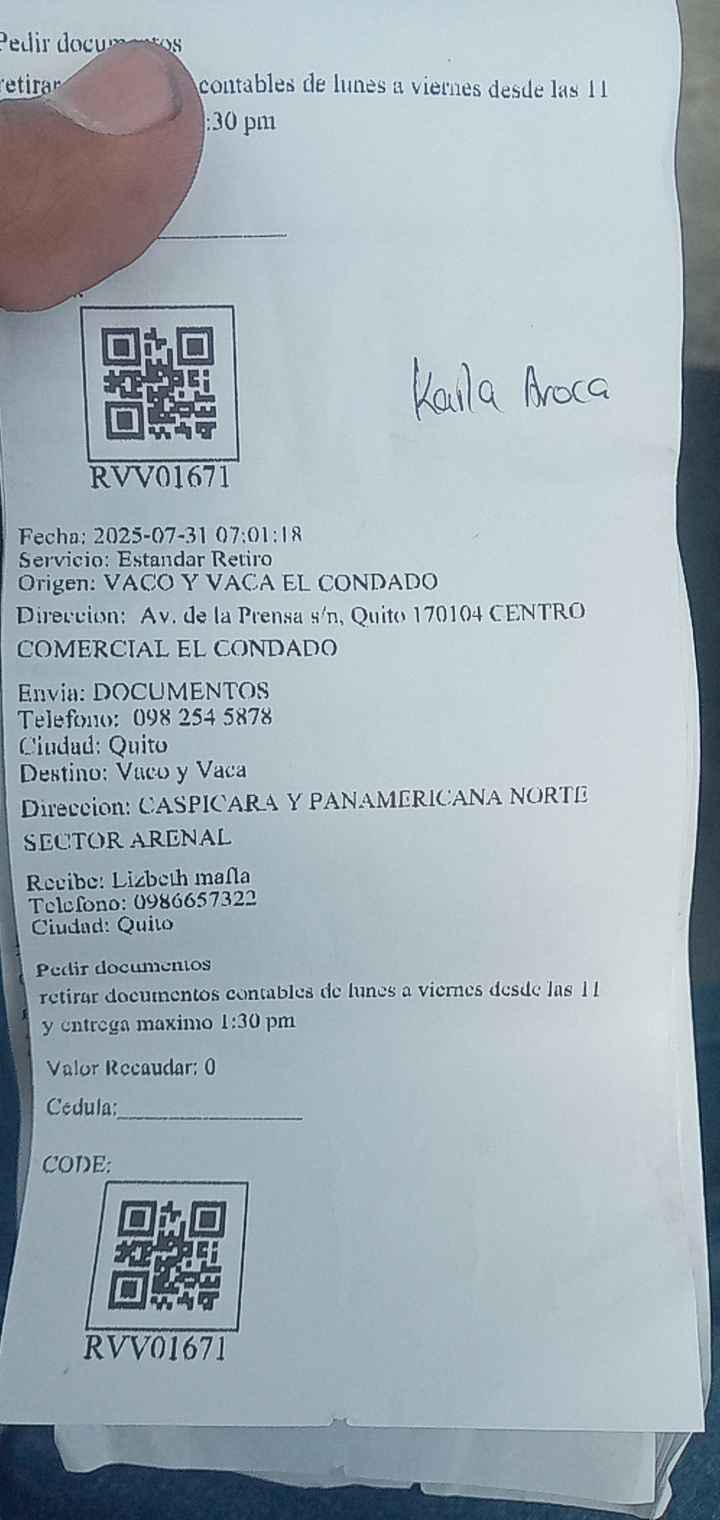 Pedir documentos
retirar contables de lunes a viernes desde las 11
:30 pm
RVV01671
Karla Aroca
Fecha: 2025-07-31 07:01:18
Servicio: Estandar Retiro
Origen: VACO Y VACA EL CONDADO
Direccion: Av. de la Prensa s/n, Quito 170104 CENTRO
COMERCIAL EL CONDADO
Envia: DOCUMENTOS
Telefono: 098 254 5878
Ciudad: Quito
Destino: Vaco y Vaca
Direccion: CASPICARA Y PANAMERICANA NORTE
SECTOR ARENAL
Recibe: Lizbeth mafla
Telefono: 0986657322
Ciudad: Quito
Pedir documentos
retirar documentos contables de lunes a viernes desde las 11
y entrega maximo 1:30 pm
Valor Recaudar: 0
Cedula:
CODE:
RVV01671